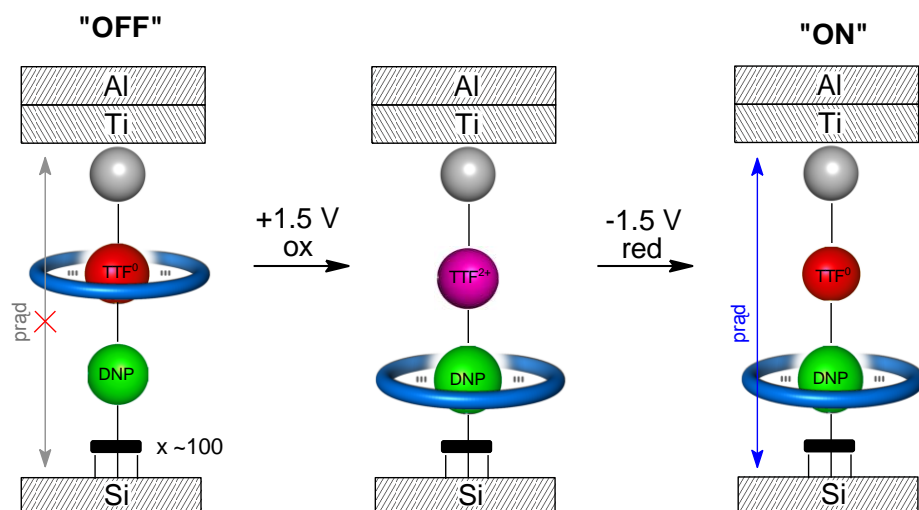 "OFF"
Al
Ti
TTF⁰
prąd
DNP
x ~100
Si
+1.5 V
ox
Al
Ti
TTF²⁺
DNP
Si
-1.5 V
red
"ON"
Al
Ti
TTF⁰
prąd
DNP
Si